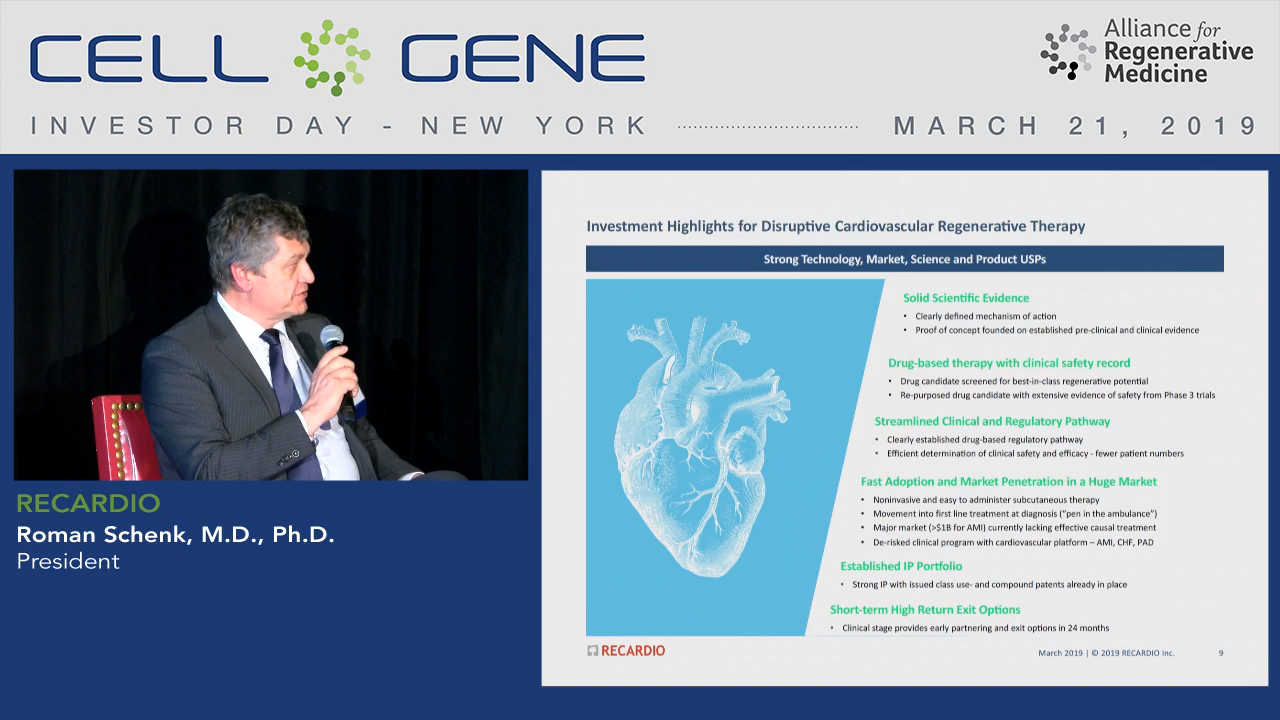 CELL GENE
Alliance for
Regenerative
Medicine
INVESTOR DAY - NEW YORK MARCH 21, 2019
RECARDIO
Roman Schenk, M.D., Ph.D.
President
Investment Highlights for Disruptive Cardiovascular Regenerative Therapy
Strong Technology, Market, Science and Product USPs
Solid Scientific Evidence
• Clearly defined mechanism of action
• Proof of concept founded on established pre-clinical and clinical evidence
Drug-based therapy with clinical safety record
• Drug candidate screened for best-in-class regenerative potential
• Re-purposed drug candidate with extensive evidence of safety from Phase 3 trials
Streamlined Clinical and Regulatory Pathway
• Clearly established drug-based regulatory pathway
• Efficient determination of clinical safety and efficacy - fewer patient numbers
Fast Adoption and Market Penetration in a Huge Market
• Noninvasive and easy to administer subcutaneous therapy
• Movement into first line treatment at diagnosis ("pen in the ambulance")
• Major market (>$1B for AMI) currently lacking effective causal treatment
• De-risked clinical program with cardiovascular platform – AMI, CHF, PAD
Established IP Portfolio
• Strong IP with issued class use- and compound patents already in place
Short-term High Return Exit Options
• Clinical stage provides early partnering and exit options in 24 months
RECARDIO
March 2019 | © 2019 RECARDIO Inc. 9